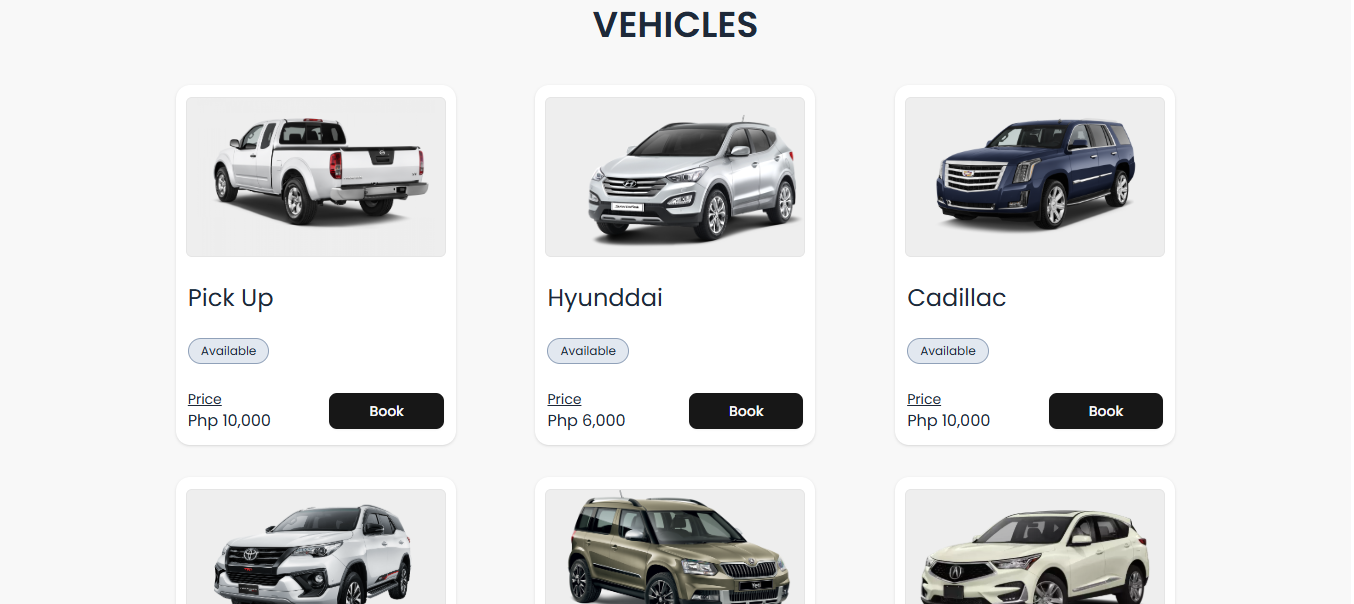 VEHICLES
Pick Up
Available
Price
Php 10,000
Book
Hyunddai
Available
Price
Php 6,000
Book
Cadillac
Available
Price
Php 10,000
Book
Yeti